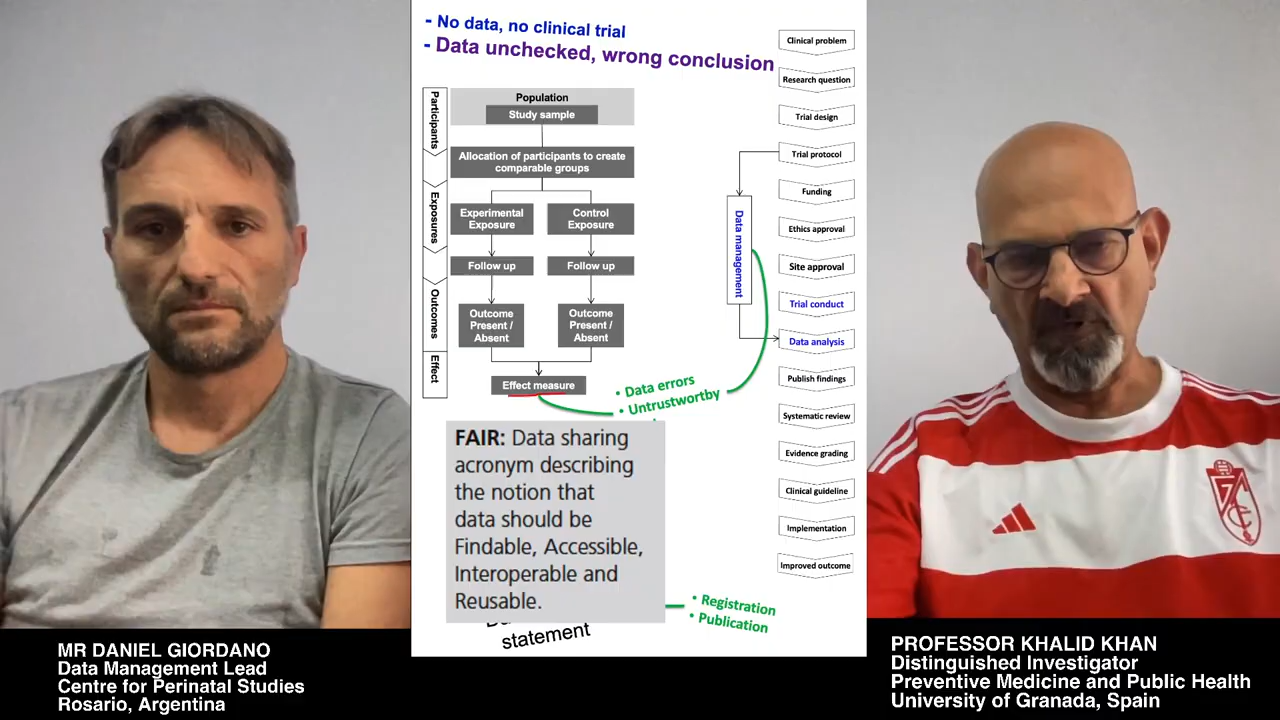 - No data, no clinical trial
- Data unchecked, wrong conclusion
Participants
Exposures
Outcomes
Effect
Population
Study sample
Allocation of participants to create
comparable groups
Experimental
Exposure
Control
Exposure
Follow up
Follow up
Outcome
Present /
Absent
Outcome
Present /
Absent
Effect measure
• Data errors
• Untrustworthy
FAIR: Data sharing
acronym describing
the notion that
data should be
Findable, Accessible,
Interoperable and
Reusable.
statement
• Registration
• Publication
Data management
Clinical problem
Research question
Trial design
Trial protocol
Funding
Ethics approval
Site approval
Trial conduct
Data analysis
Publish findings
Systematic review
Evidence grading
Clinical guideline
Implementation
Improved outcome
MR DANIEL GIORDANO
Data Management Lead
Centre for Perinatal Studies
Rosario, Argentina
PROFESSOR KHALID KHAN
Distinguished Investigator
Preventive Medicine and Public Health
University of Granada, Spain